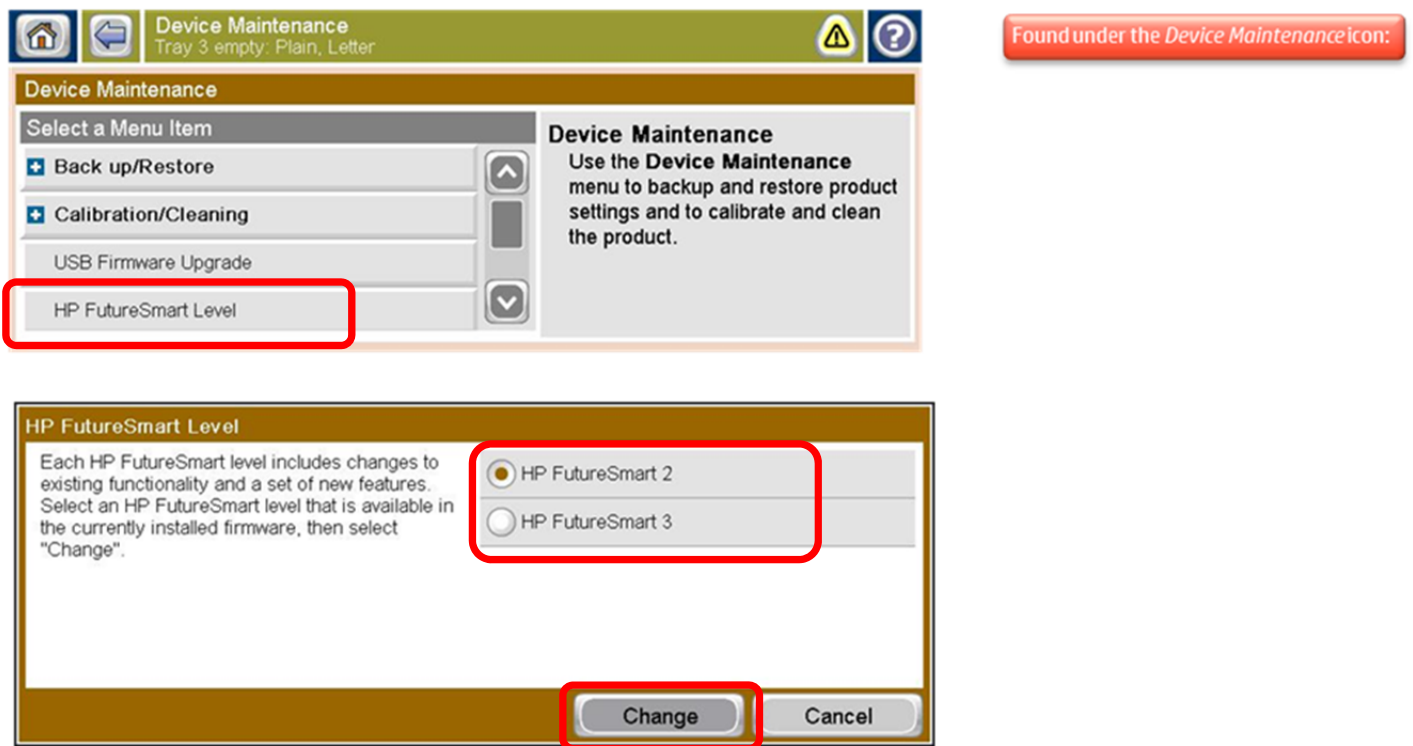 Device Maintenance
Tray 3 empty: Plain, Letter
Found under the Device Maintenance icon:
Device Maintenance
Select a Menu Item
Back up/Restore
Calibration/Cleaning
USB Firmware Upgrade
HP FutureSmart Level
Device Maintenance
Use the Device Maintenance
menu to backup and restore product
settings and to calibrate and clean
the product.
HP FutureSmart Level
Each HP FutureSmart level includes changes to
existing functionality and a set of new features.
Select an HP FutureSmart level that is available in
the currently installed firmware, then select
"Change".
HP FutureSmart 2
HP FutureSmart 3
Change
Cancel